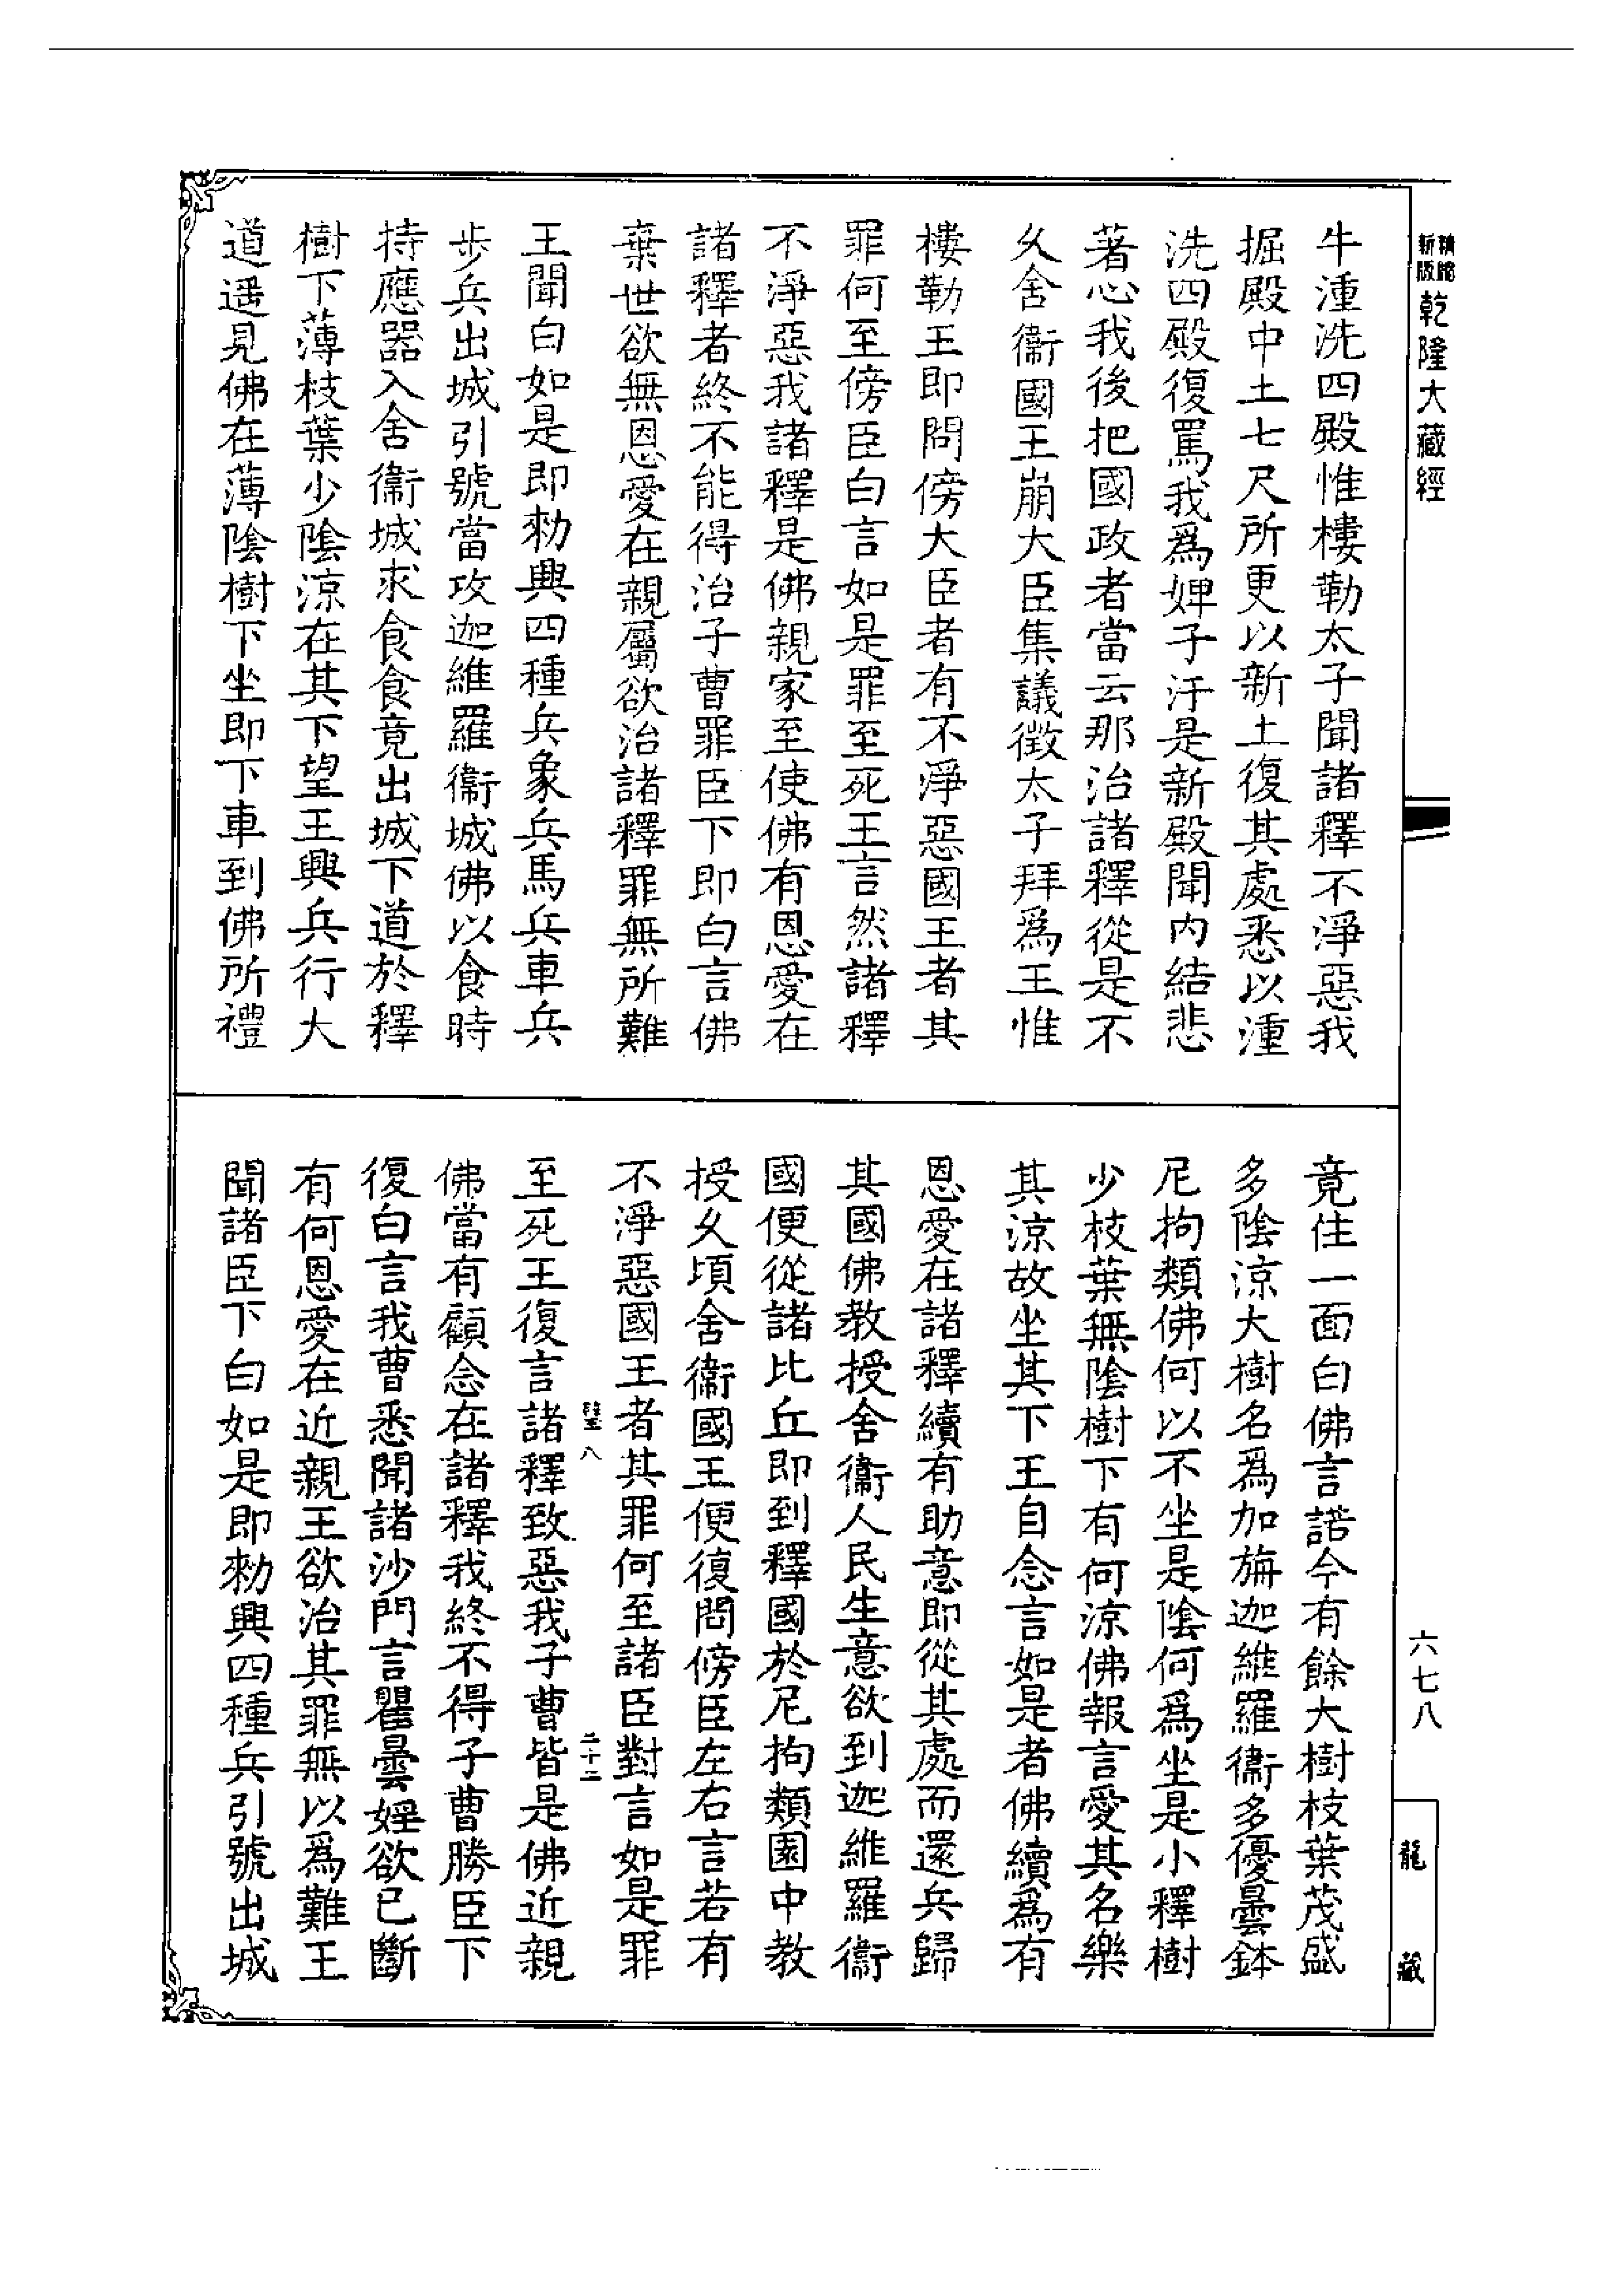 精縮
新版
乾隆大藏經
牛湩洗四殿惟樓勒太子聞諸釋不淨惡我
掘殿中土七尺所更以新土復其處悉以湩
洗四殿復罵我爲婢子汙是新殿聞內結悲
著心我後把國政者當云那治諸釋從是不
久舍衞國王崩大臣集議徵太子拜爲王惟
樓勒王即問傍大臣者有不淨惡國王者其
罪何至傍臣白言如是罪至死王言然諸釋
不淨惡我諸釋是佛親家至使佛有恩愛在
諸釋者終不能得治子曹罪臣下即白言佛
棄世欲無恩愛在親屬欲治諸釋罪無所難
王聞白如是即勑興四種兵象兵馬兵車兵
步兵出城引號當攻迦維羅衞城佛以食時
持應器入舍衞城求食食竟出城下道於釋
樹下薄枝葉少陰涼在其下望王興兵行大
道遥見佛在薄陰樹下坐即下車到佛所禮
竟住一面白佛言諸今有餘大樹枝葉茂盛
多陰涼大樹名爲加旃迦維羅衞多優曇鉢
尼拘類佛何以不坐是陰何爲坐是小釋樹
少枝葉無陰樹下有何涼佛報言愛其名樂
其涼故坐其下王自念言如是者佛續爲有
恩愛在諸釋續有助意即從其處而還兵歸
其國佛教授舍衞人民生意欲到迦維羅衞
國便從諸比丘即到釋國於尼拘類園中教
授久頃舍衞國王便復問傍臣左右言若有
不淨惡國王者其罪何至諸臣對言如是罪
至死王復言諸釋致惡我子曹皆是佛近親
佛當有顧念在諸釋我終不得子曹勝臣下
復白言我曹悉聞諸沙門言瞿曇婬欲已斷
有何恩愛在近親王欲治其罪無以爲難王
聞諸臣下白如是即勑興四種兵引號出城
八
二十二
六七八
龍藏